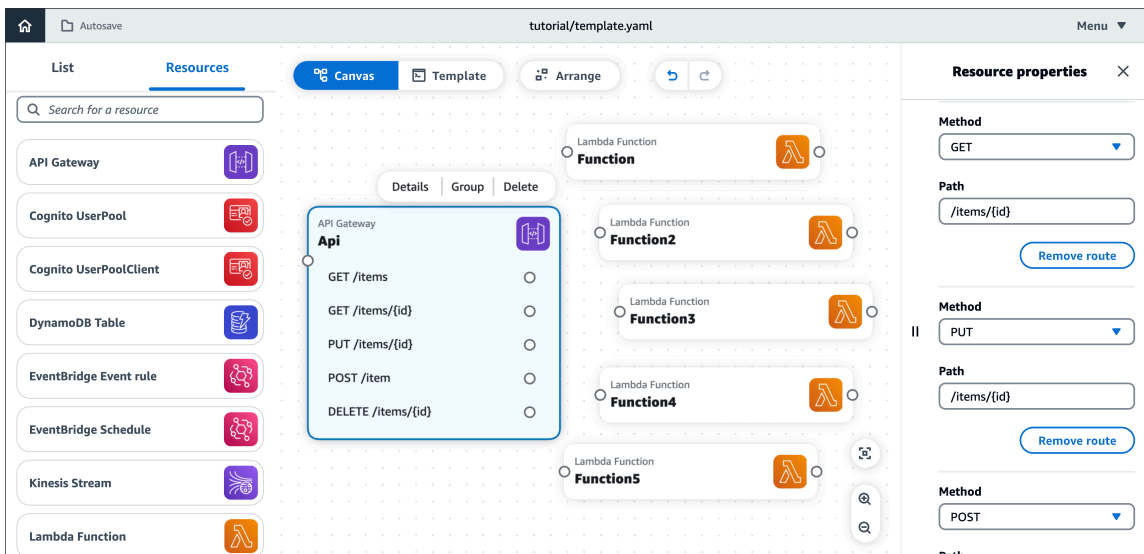 Autosave
tutorial/template.yaml
Menu
List
Resources
Search for a resource
API Gateway
Cognito UserPool
Cognito UserPoolClient
DynamoDB Table
EventBridge Event rule
EventBridge Schedule
Kinesis Stream
Lambda Function
Canvas
Template
Arrange
Details
Group
Delete
API Gateway
Api
GET /items
GET /items/{id}
PUT /items/{id}
POST /item
DELETE /items/{id}
Lambda Function
Function
Lambda Function
Function2
Lambda Function
Function3
Lambda Function
Function4
Lambda Function
Function5
Resource properties
Method
GET
Path
/items/{id}
Remove route
Method
PUT
Path
/items/{id}
Remove route
Method
POST